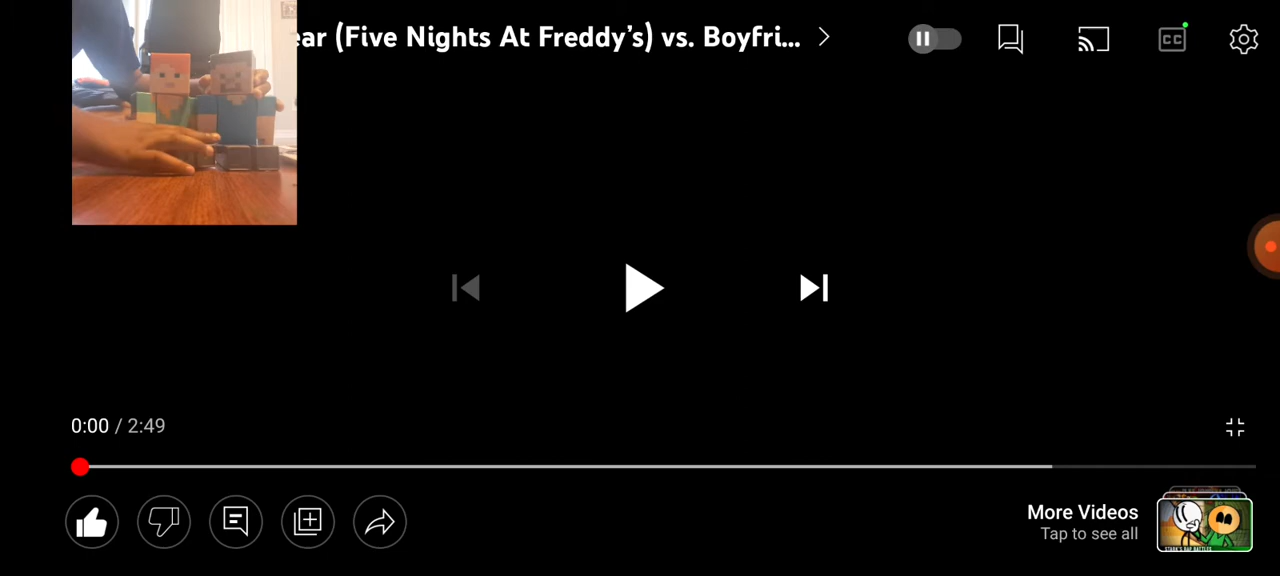 ear (Five Nights At Freddy’s) vs. Boyfri...
CC
0:00 / 2:49
More Videos
Tap to see all
STARK'S RAP BATTLES